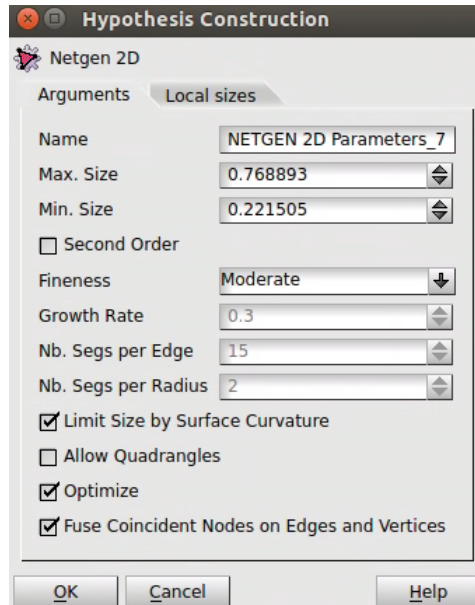 Hypothesis Construction
Netgen 2D
Arguments Local sizes
Name NETGEN 2D Parameters_7
Max. Size 0.768893
Min. Size 0.221505
Second Order
Fineness Moderate
Growth Rate 0.3
Nb. Segs per Edge 15
Nb. Segs per Radius 2
Limit Size by Surface Curvature
Allow Quadrangles
Optimize
Fuse Coincident Nodes on Edges and Vertices
OK Cancel Help